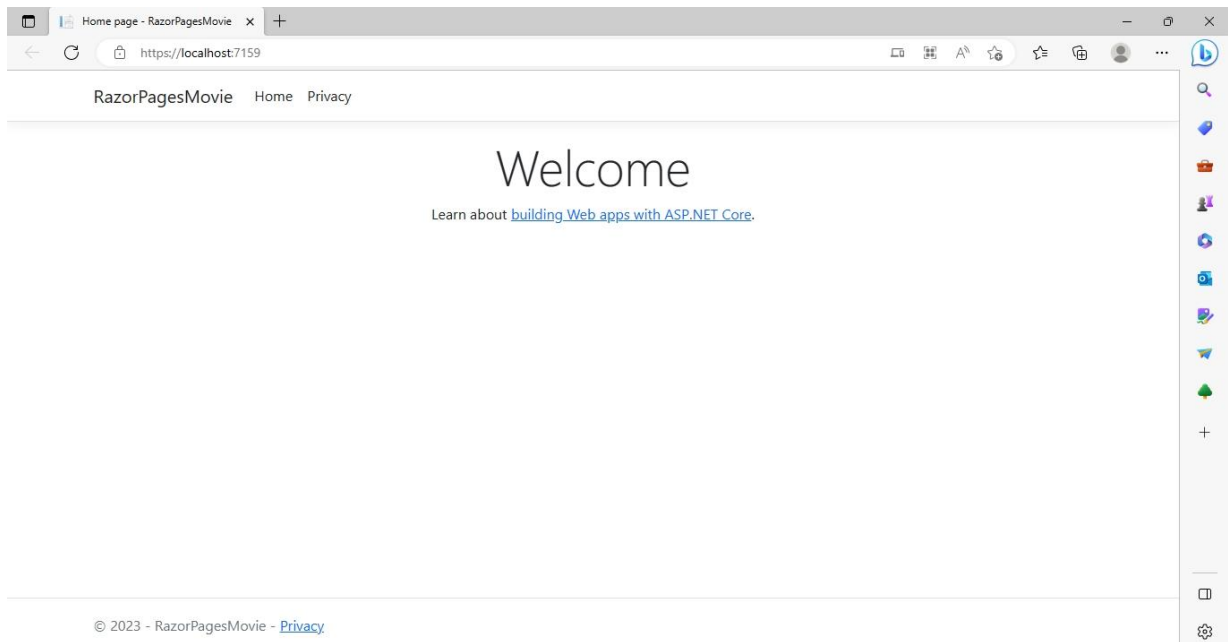 Home page - RazorPagesMovie
https://localhost:7159
RazorPagesMovie Home Privacy
Welcome
Learn about building Web apps with ASP.NET Core.
© 2023 - RazorPagesMovie - Privacy